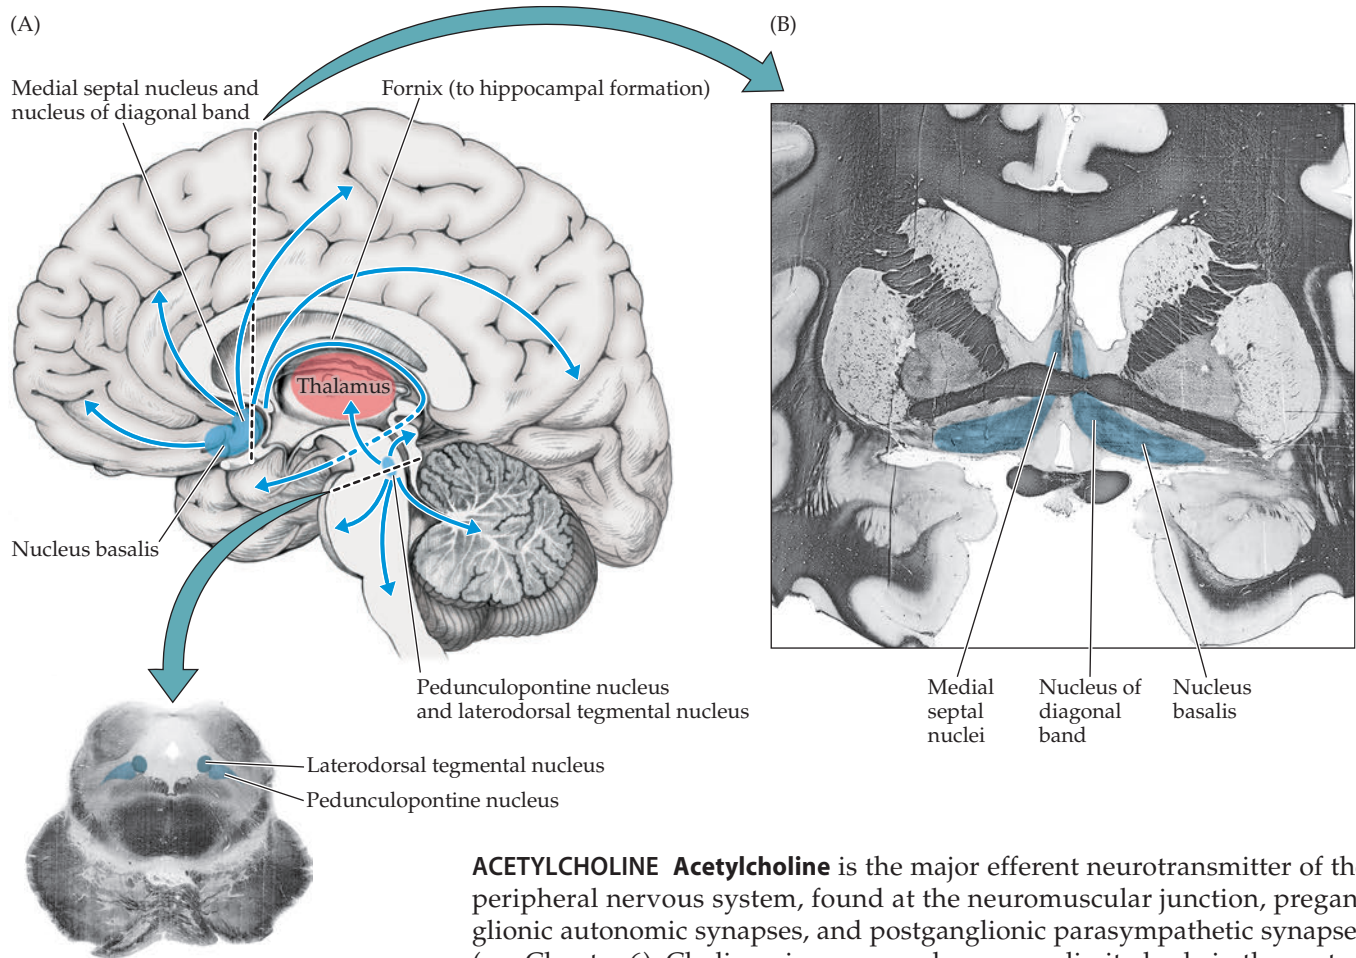 (A)
(B)
Medial septal nucleus and
nucleus of diagonal band
Fornix (to hippocampal formation)
Thalamus
Nucleus basalis
Pedunculopontine nucleus
and laterodorsal tegmental nucleus
Laterodorsal tegmental nucleus
Pedunculopontine nucleus
Medial
septal
nuclei
Nucleus of
diagonal
band
Nucleus
basalis
ACETYLCHOLINE Acetylcholine is the major efferent neurotransmitter of th
peripheral nervous system, found at the neuromuscular junction, pregan
glionic autonomic synapses, and postganglionic parasympathetic synapse